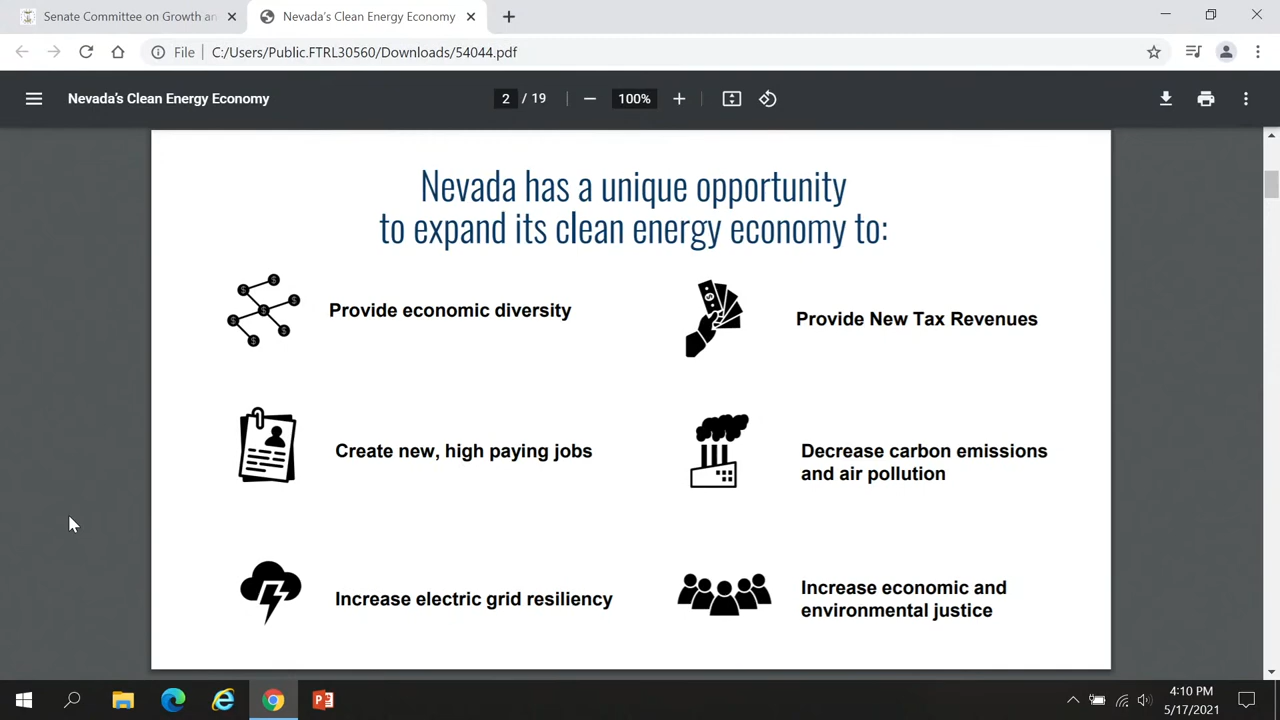 Senate Committee on Growth an
Nevada's Clean Energy Economy
File
C:/Users/Public.FTRL30560/Downloads/54044.pdf
Nevada's Clean Energy Economy
2 / 19
100%
Nevada has a unique opportunity
to expand its clean energy economy to:
Provide economic diversity
Provide New Tax Revenues
Create new, high paying jobs
Decrease carbon emissions
and air pollution
Increase electric grid resiliency
Increase economic and
environmental justice
4:10 PM
5/17/2021